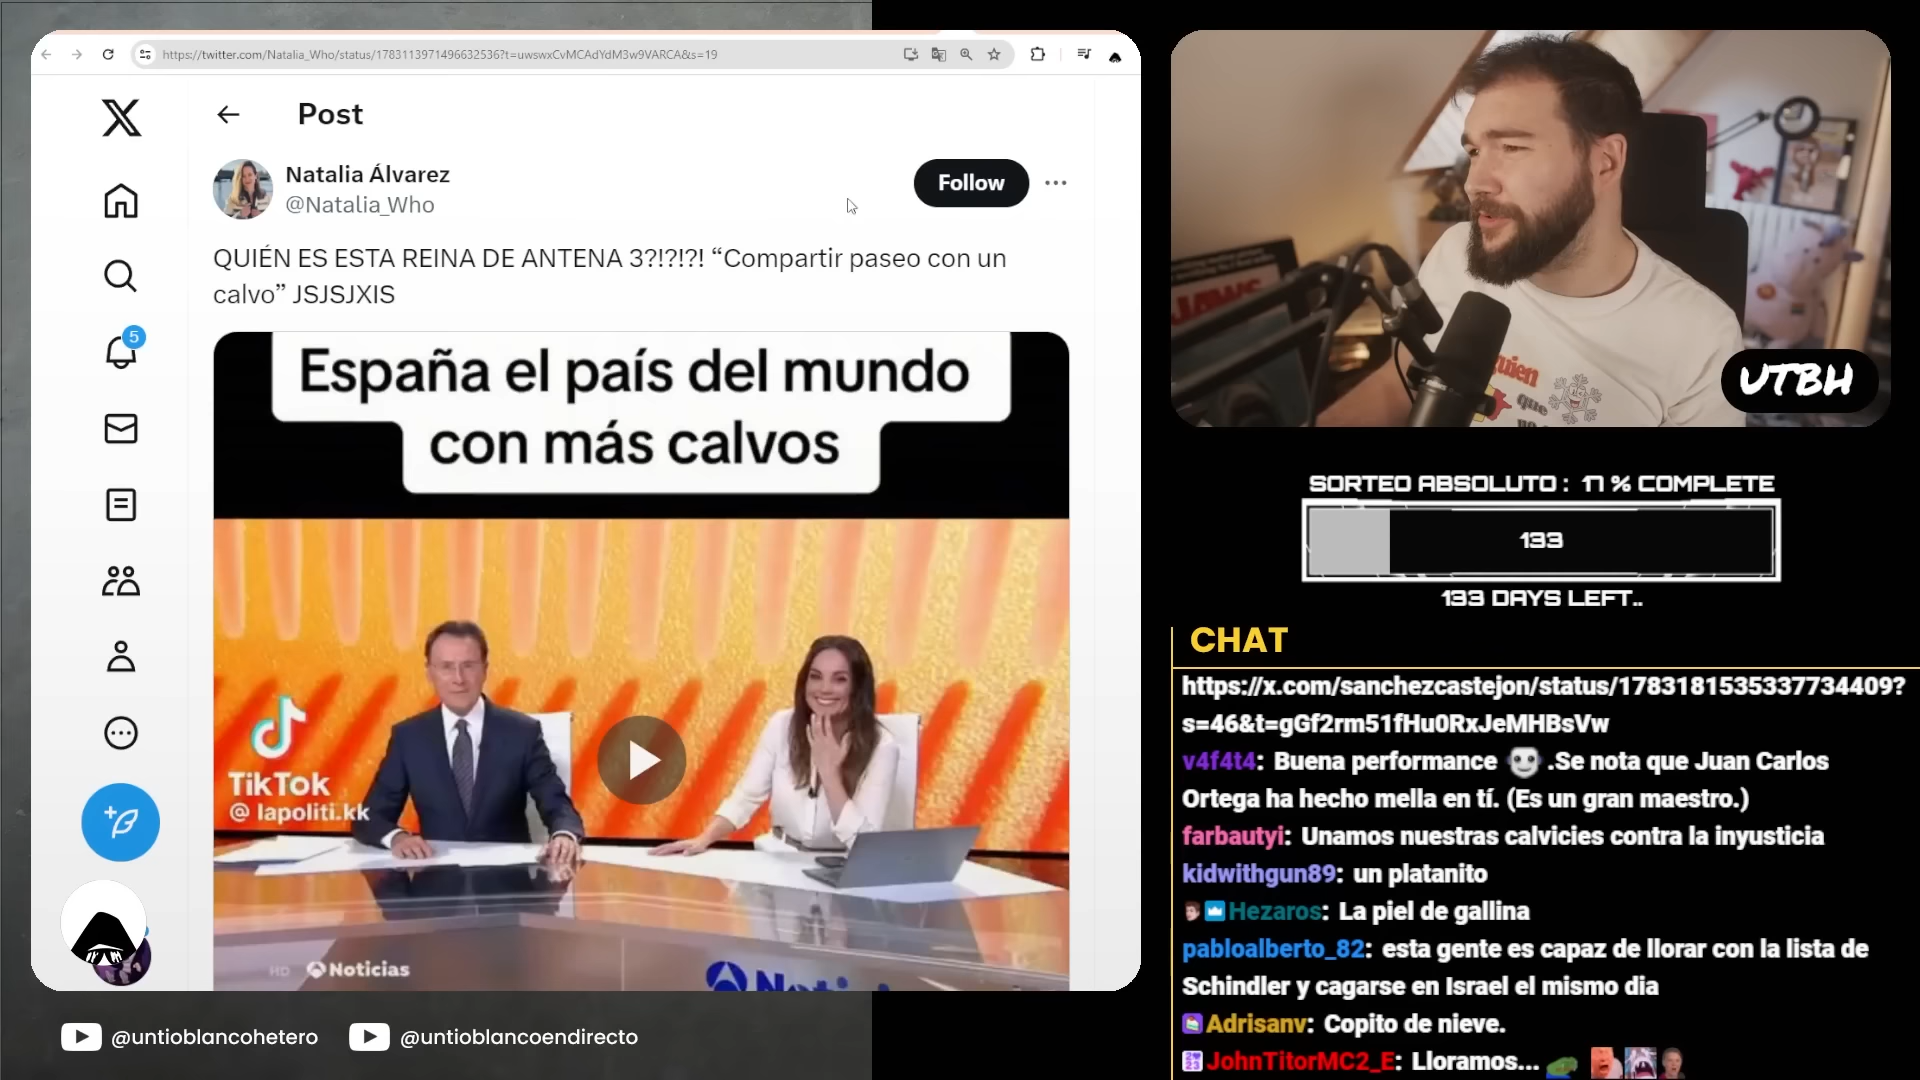 https://twitter.com/Natalia_Who/status/1783113971496632536?t=uwswxCvMCAdYdM3w9VARCA&s=19
Post
Natalia Álvarez
@Natalia_Who
Follow
5
QUIÉN ES ESTA REINA DE ANTENA 3?!?!?! “Compartir paseo con un
calvo” JSJSJXIS
España el país del mundo
con más calvos
TikTok
@ lapoliti.kk
HD
Noticias
@untioblancohetero
@untioblancoendirecto
JAWS
que
UTBH
SORTEO ABSOLUTO : 17 % COMPLETE
133
133 DAYS LEFT..
CHAT
https://x.com/sanchezcastejon/status/1783181535337734409?
s=46&t=gGf2rm51fHu0RxJeMHBsVw
v4f4t4: Buena performance .Se nota que Juan Carlos
Ortega ha hecho mella en tí. (Es un gran maestro.)
farbautyi: Unamos nuestras calvicies contra la inyusticia
kidwithgun89: un platanito
Hezaros: La piel de gallina
pabloalberto_82: esta gente es capaz de llorar con la lista de
Schindler y cagarse en Israel el mismo dia
Adrisanv: Copito de nieve.
JohnTitorMC2_E: Lloramos...